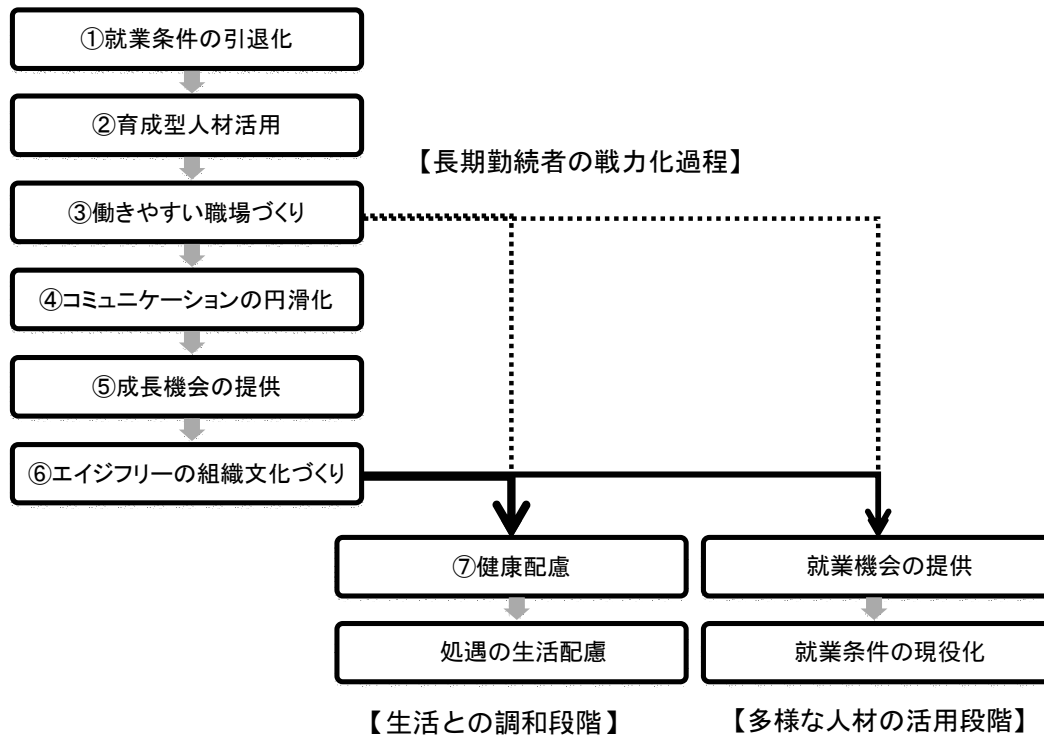 ①就業条件の引退化
②育成型人材活用
【長期勤続者の戦力化過程】
③働きやすい職場づくり
④コミュニケーションの円滑化
⑤成長機会の提供
⑥エイジフリーの組織文化づくり
⑦健康配慮
就業機会の提供
処遇の生活配慮
就業条件の現役化
【生活との調和段階】
【多様な人材の活用段階】